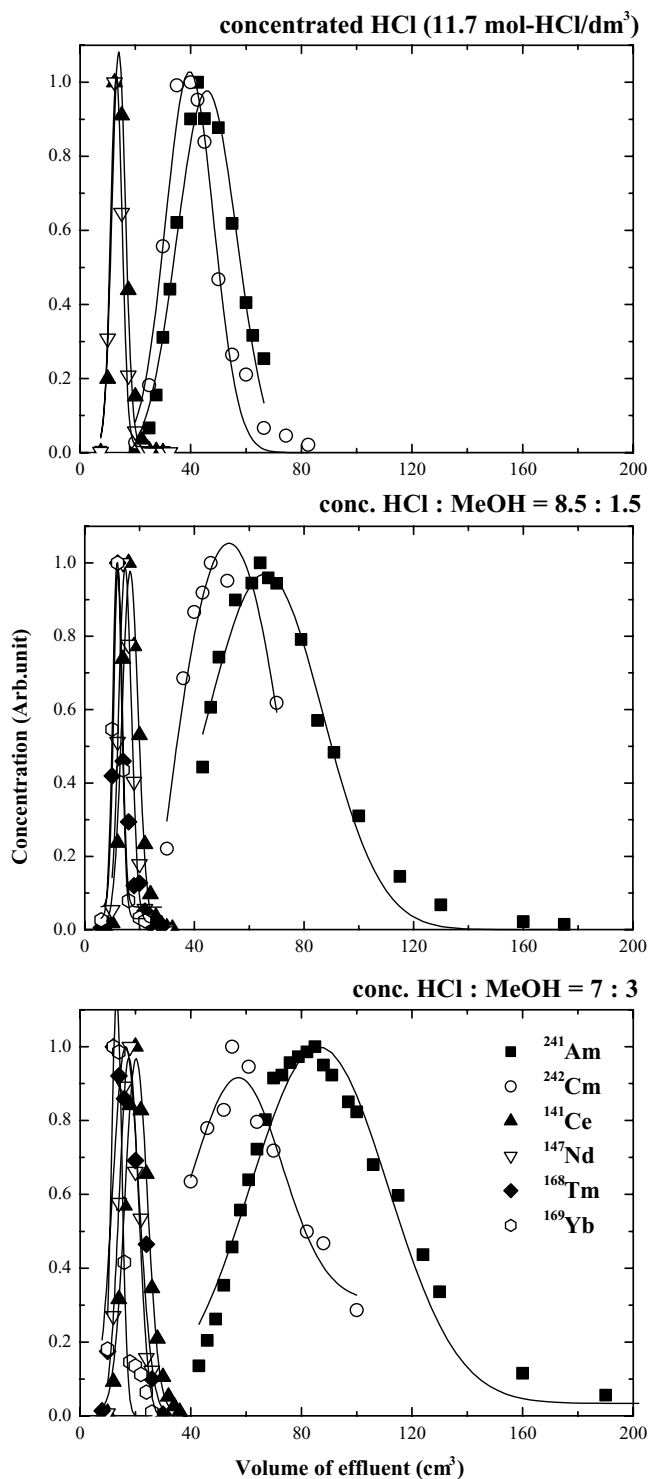 concentrated HCl (11.7 mol-HCl/dm³)
1.0
0.8
0.6
0.4
0.2
0.0
0 40 80 120 160 200
conc. HCl : MeOH = 8.5 : 1.5
Concentration (Arb.unit)
1.0
0.8
0.6
0.4
0.2
0.0
0 40 80 120 160 200
conc. HCl : MeOH = 7 : 3
1.0
0.8
0.6
0.4
0.2
0.0
²⁴¹Am
²⁴²Cm
¹⁴¹Ce
¹⁴⁷Nd
¹⁶⁸Tm
¹⁶⁹Yb
0 40 80 120 160 200
Volume of effluent (cm³)